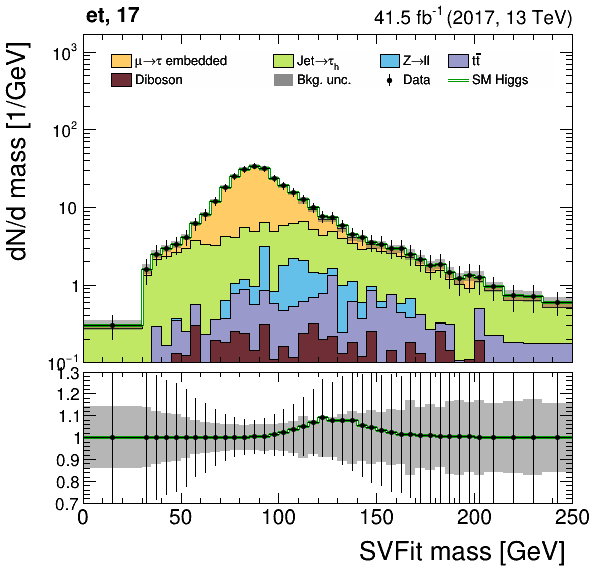 et, 17
41.5 fb⁻¹ (2017, 13 TeV)
dN/d mass [1/GeV]
μ→τ embedded
Jet→τₕ
Z→ll
tt̄
Diboson
Bkg. unc.
Data
SM Higgs
10³
10²
10
1
10⁻¹
1.3
1.2
1.1
1
0.9
0.8
0.7
0 50 100 150 200 250
SVFit mass [GeV]